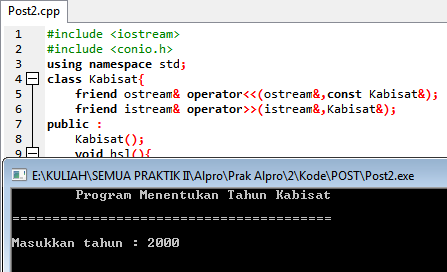 Post2.cpp
1 #include <iostream>
2 #include <conio.h>
3 using namespace std;
4 class Kabisat{
5 friend ostream& operator<<(ostream&,const Kabisat&);
6 friend istream& operator>>(istream&,Kabisat&);
7 public :
8 Kabisat();
9 void hsl(){
E:\KULIAH\SEMUA PRAKTIK II\Alpro\Prak Alpro\2\Kode\POST\Post2.exe
Program Menentukan Tahun Kabisat
========================================
Masukkan tahun : 2000